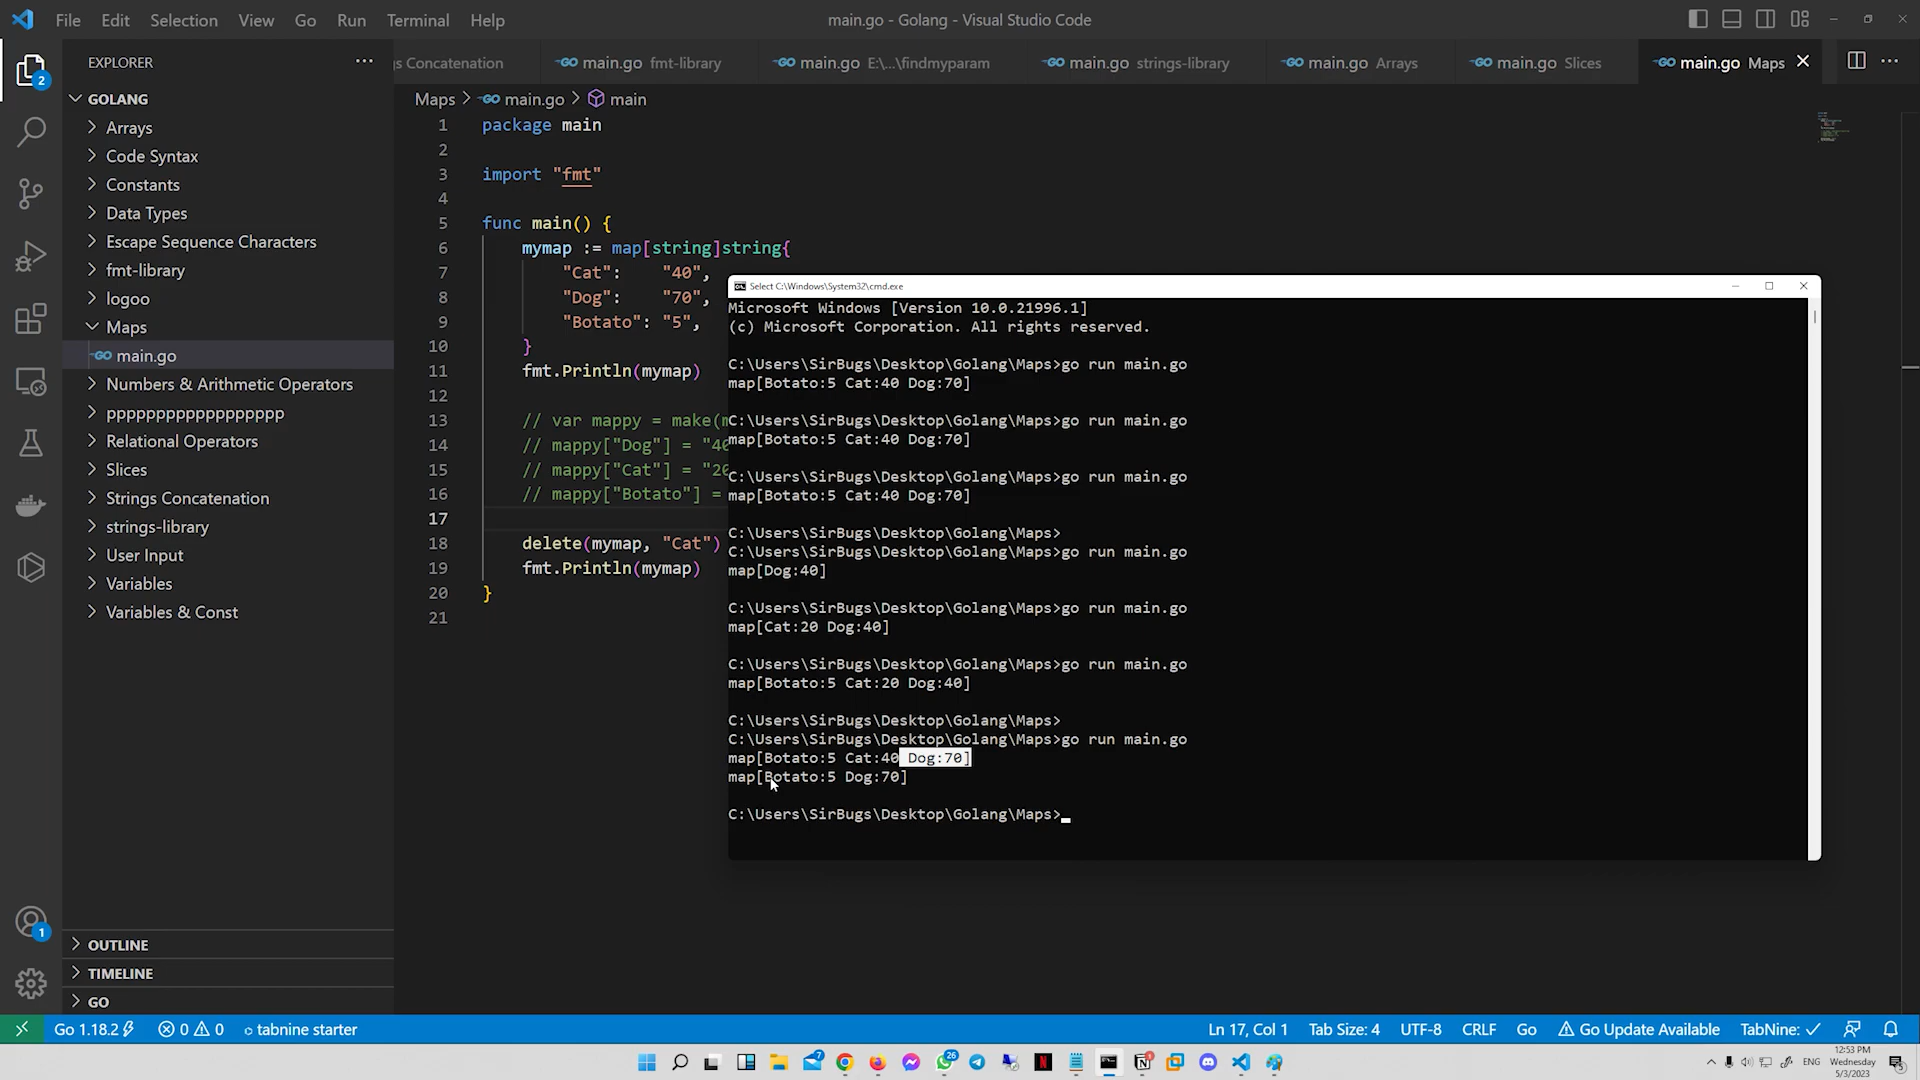 File Edit Selection View Go Run Terminal Help
main.go - Golang - Visual Studio Code
EXPLORER
s Concatenation
main.go fmt-library
main.go E:\...\findmyparam
main.go strings-library
main.go Arrays
main.go Slices
main.go Maps
2
GOLANG
Arrays
Code Syntax
Constants
Data Types
Escape Sequence Characters
fmt-library
logoo
Maps
main.go
Numbers & Arithmetic Operators
pppppppppppppppppp
Relational Operators
Slices
Strings Concatenation
strings-library
User Input
Variables
Variables & Const
OUTLINE
TIMELINE
GO
1
Maps > main.go > main
1 package main
2
3 import "fmt"
4
5 func main() {
6 mymap := map[string]string{
7 "Cat": "40",
8 "Dog": "70",
9 "Botato": "5",
10 }
11 fmt.Println(mymap)
12
13 // var mappy = make(m
14 // mappy["Dog"] = "40
15 // mappy["Cat"] = "20
16 // mappy["Botato"] =
17
18 delete(mymap, "Cat")
19 fmt.Println(mymap)
20 }
21
Select C:\Windows\System32\cmd.exe
Microsoft Windows [Version 10.0.21996.1]
(c) Microsoft Corporation. All rights reserved.
C:\Users\SirBugs\Desktop\Golang\Maps>go run main.go
map[Botato:5 Cat:40 Dog:70]
C:\Users\SirBugs\Desktop\Golang\Maps>go run main.go
map[Botato:5 Cat:40 Dog:70]
C:\Users\SirBugs\Desktop\Golang\Maps>go run main.go
map[Botato:5 Cat:40 Dog:70]
C:\Users\SirBugs\Desktop\Golang\Maps>
C:\Users\SirBugs\Desktop\Golang\Maps>go run main.go
map[Dog:40]
C:\Users\SirBugs\Desktop\Golang\Maps>go run main.go
map[Cat:20 Dog:40]
C:\Users\SirBugs\Desktop\Golang\Maps>go run main.go
map[Botato:5 Cat:20 Dog:40]
C:\Users\SirBugs\Desktop\Golang\Maps>
C:\Users\SirBugs\Desktop\Golang\Maps>go run main.go
map[Botato:5 Cat:40 Dog:70]
map[Botato:5 Dog:70]
C:\Users\SirBugs\Desktop\Golang\Maps>
Go 1.18.2 0 0 tabnine starter
Ln 17, Col 1 Tab Size: 4 UTF-8 CRLF Go Go Update Available TabNine:
7
26
ENG
12:53 PM
Wednesday
5/3/2023